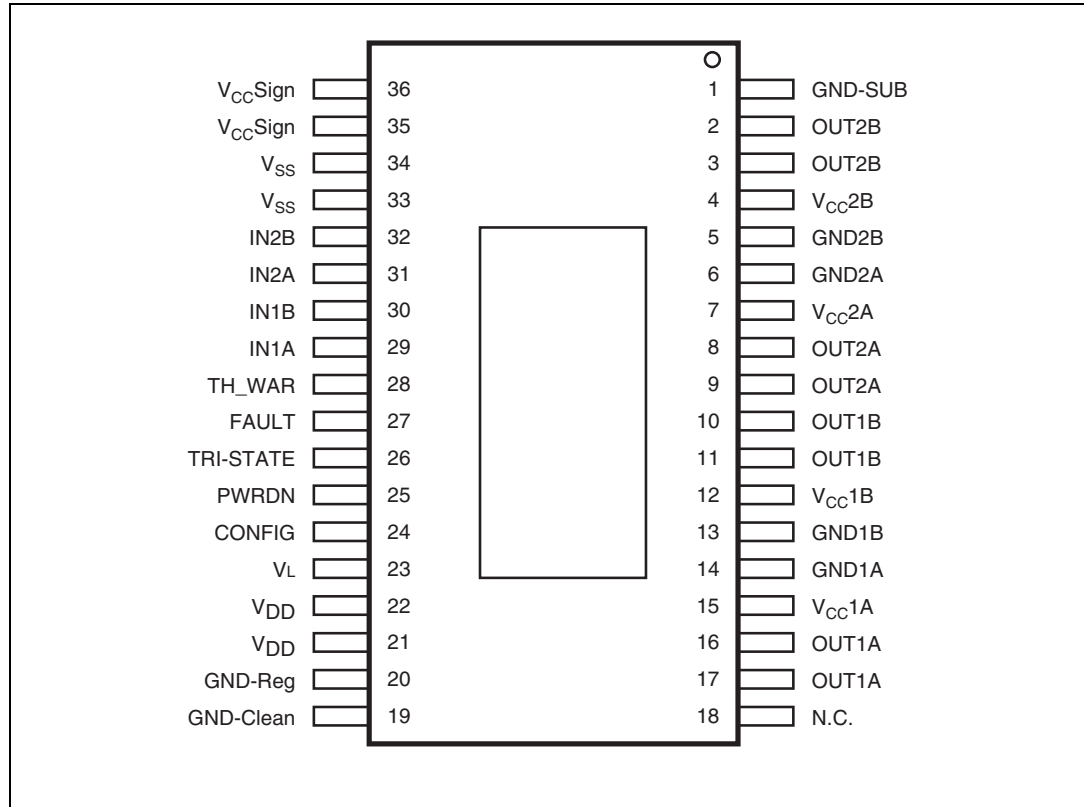 VCCSign 36 1 GND-SUB
VCCSign 35 2 OUT2B
VSS 34 3 OUT2B
VSS 33 4 VCC2B
IN2B 32 5 GND2B
IN2A 31 6 GND2A
IN1B 30 7 VCC2A
IN1A 29 8 OUT2A
TH_WAR 28 9 OUT2A
FAULT 27 10 OUT1B
TRI-STATE 26 11 OUT1B
PWRDN 25 12 VCC1B
CONFIG 24 13 GND1B
VL 23 14 GND1A
VDD 22 15 VCC1A
VDD 21 16 OUT1A
GND-Reg 20 17 OUT1A
GND-Clean 19 18 N.C.